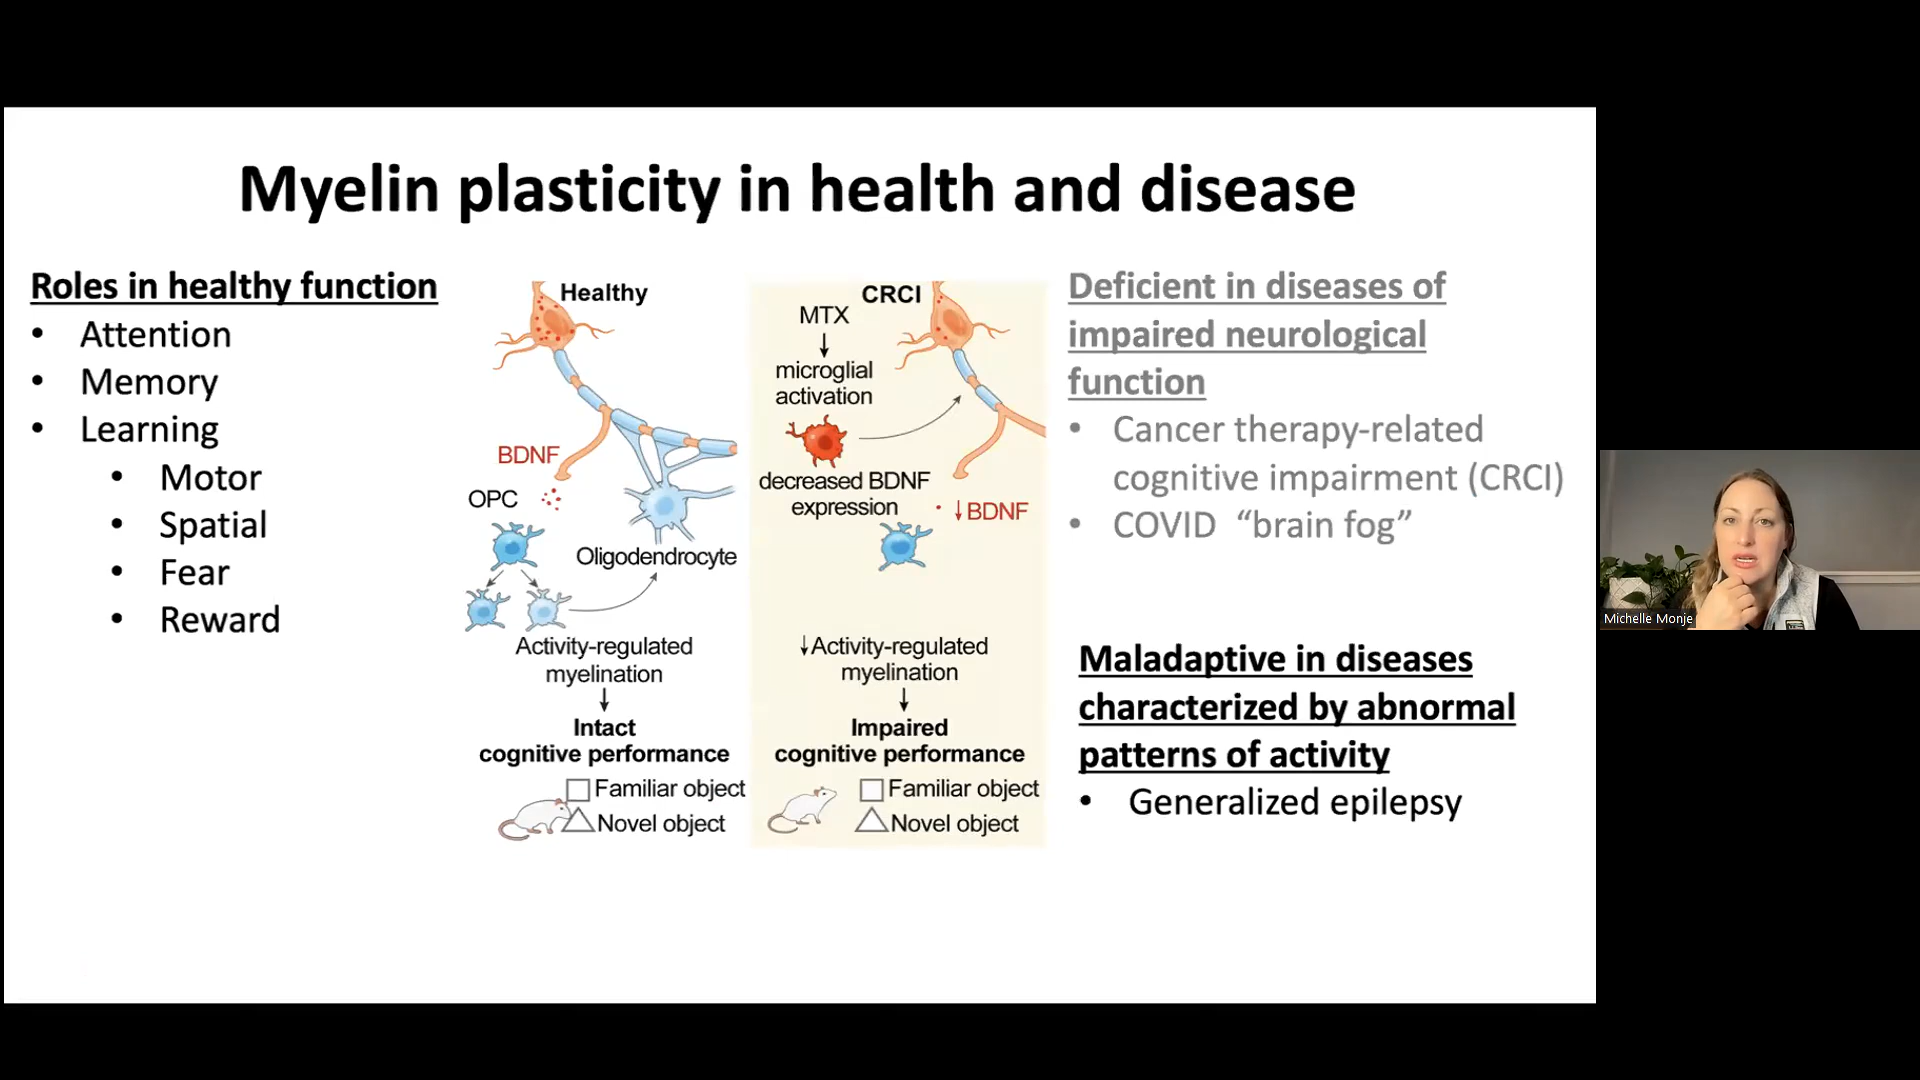 Myelin plasticity in health and disease
Roles in healthy function
• Attention
• Memory
• Learning
• Motor
• Spatial
• Fear
• Reward
Healthy
BDNF
OPC
Oligodendrocyte
Activity-regulated
myelination
Intact
cognitive performance
Familiar object
Novel object
CRCI
MTX
microglial
activation
decreased BDNF
expression
↓BDNF
↓Activity-regulated
myelination
Impaired
cognitive performance
Familiar object
Novel object
Deficient in diseases of
impaired neurological
function
• Cancer therapy-related
cognitive impairment (CRCI)
• COVID “brain fog”
Maladaptive in diseases
characterized by abnormal
patterns of activity
• Generalized epilepsy
Michelle Monje